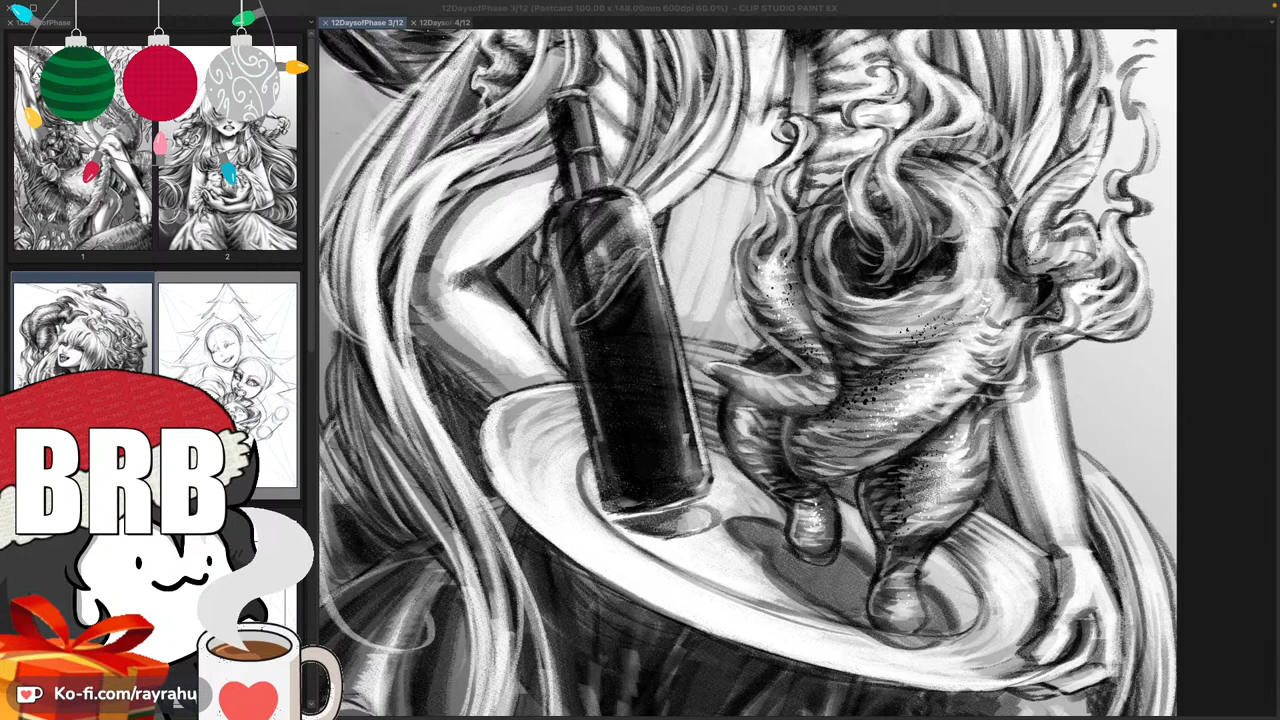 12DaysofPhase 3/12 (Postcard 100.00 x 148.00mm 600dpi 60.0%) - CLIP STUDIO PAINT EX
12DaysofPhase
12DaysofPhase 3/12
12Daysof 4/12
1
2
BRB
Ko-fi.com/rayrahu